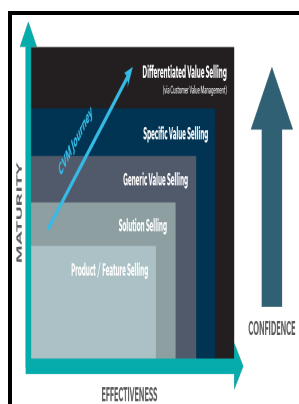 Differentiated Value Selling
(via Customer Value Management)
Specific Value Selling
Generic Value Selling
Solution Selling
Product / Feature Selling
CVM Journey
MATURITY
CONFIDENCE
EFFECTIVENESS